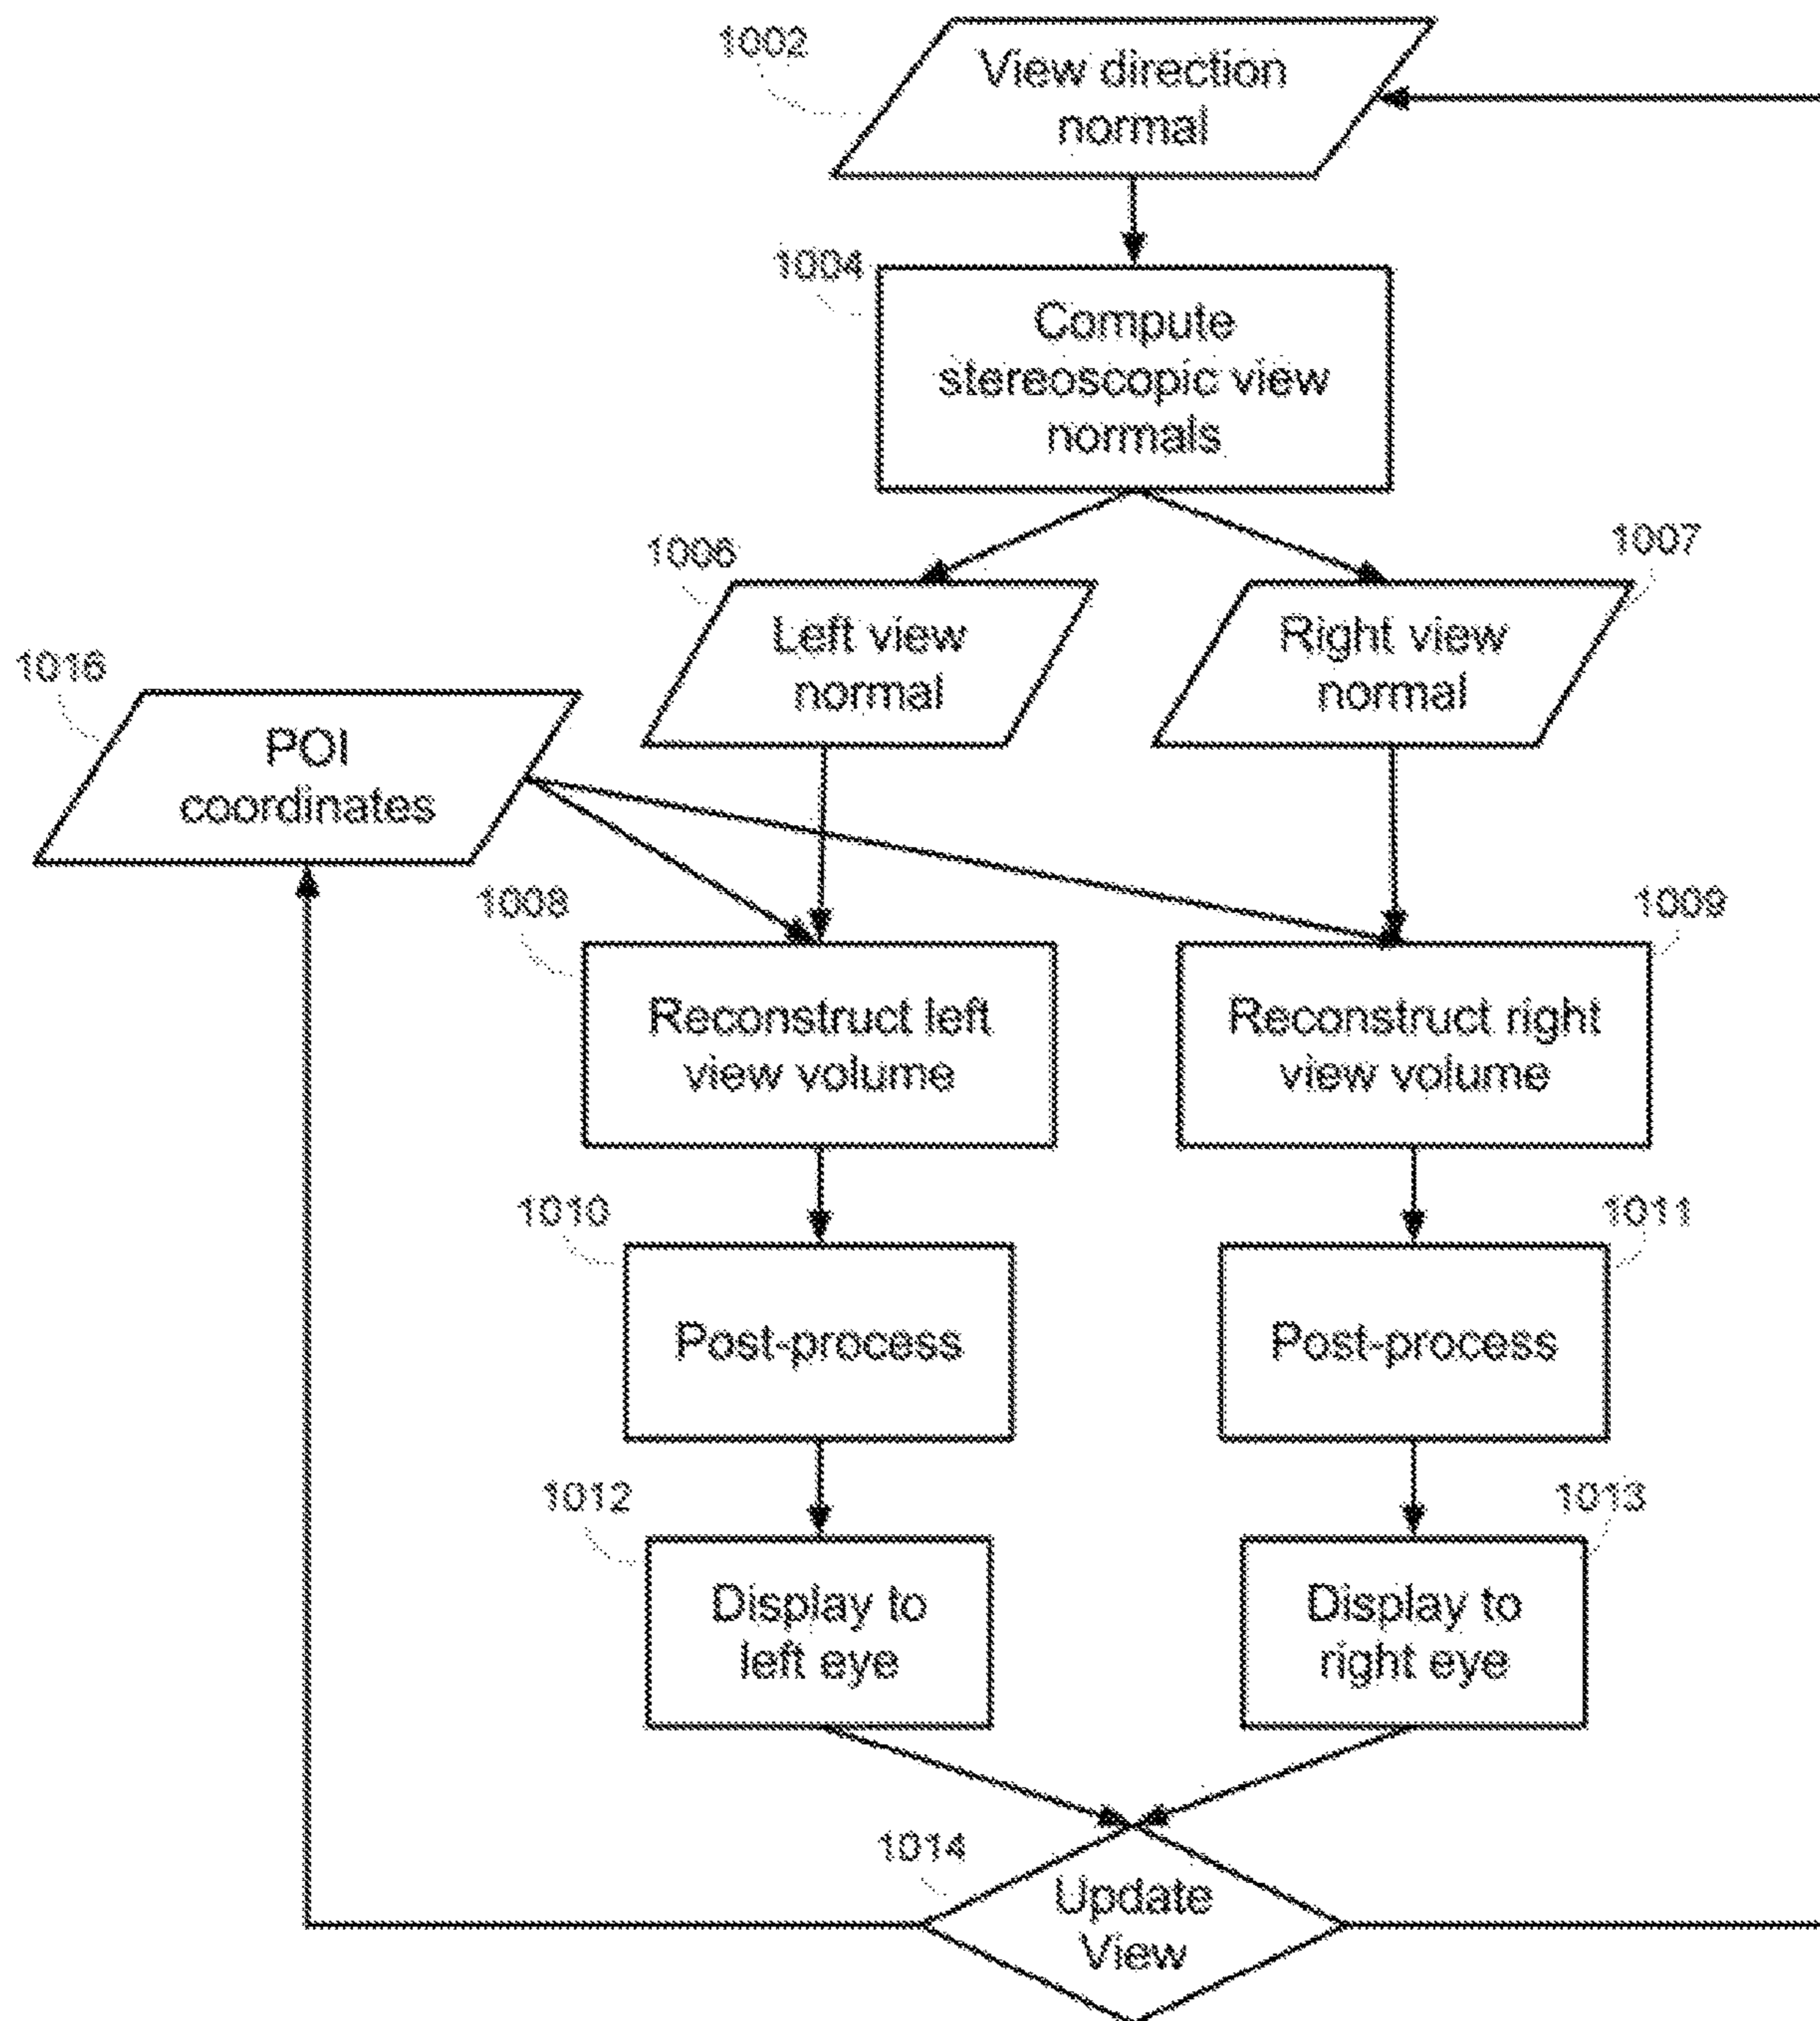 1002
View direction
normal
1004
Compute
stereoscopic view
normals
1006
Left view
normal
1007
Right view
normal
1016
POI
coordinates
1008
Reconstruct left
view volume
1009
Reconstruct right
view volume
1010
Post-process
1011
Post-process
1012
Display to
left eye
1013
Display to
right eye
1014
Update
View